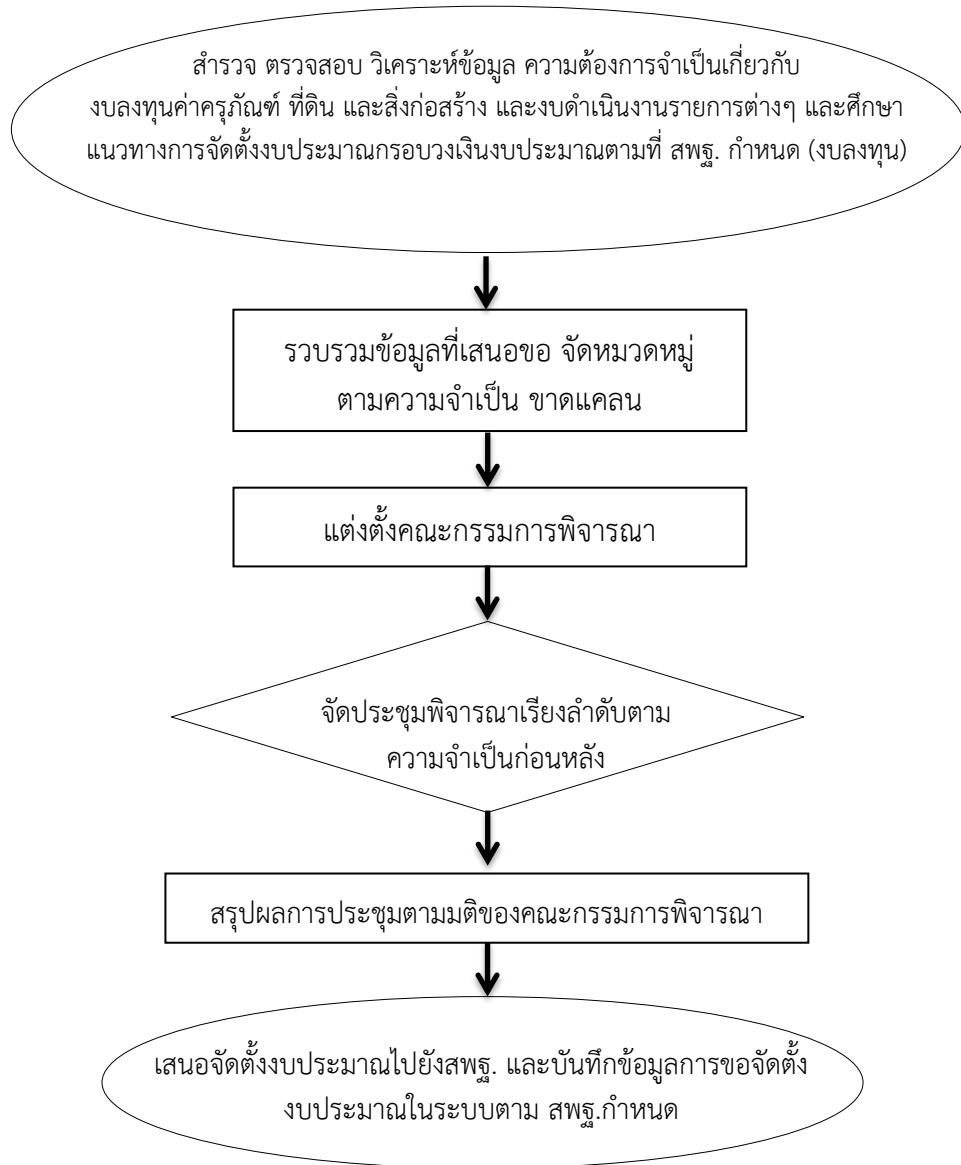 สำรวจ ตรวจสอบ วิเคราะห์ข้อมูล ความต้องการจำเป็นเกี่ยวกับ
งบลงทุนค่าครุภัณฑ์ ที่ดิน และสิ่งก่อสร้าง และงบดำเนินงานรายการต่างๆ และศึกษา
แนวทางการจัดตั้งงบประมาณกรอบวงเงินงบประมาณตามที่ สพฐ. กำหนด (งบลงทุน)
รวบรวมข้อมูลที่เสนอขอ จัดหมวดหมู่
ตามความจำเป็น ขาดแคลน
แต่งตั้งคณะกรรมการพิจารณา
จัดประชุมพิจารณาเรียงลำดับตาม
ความจำเป็นก่อนหลัง
สรุปผลการประชุมตามมติของคณะกรรมการพิจารณา
เสนอจัดตั้งงบประมาณไปยังสพฐ. และบันทึกข้อมูลการขอจัดตั้ง
งบประมาณในระบบตาม สพฐ.กำหนด